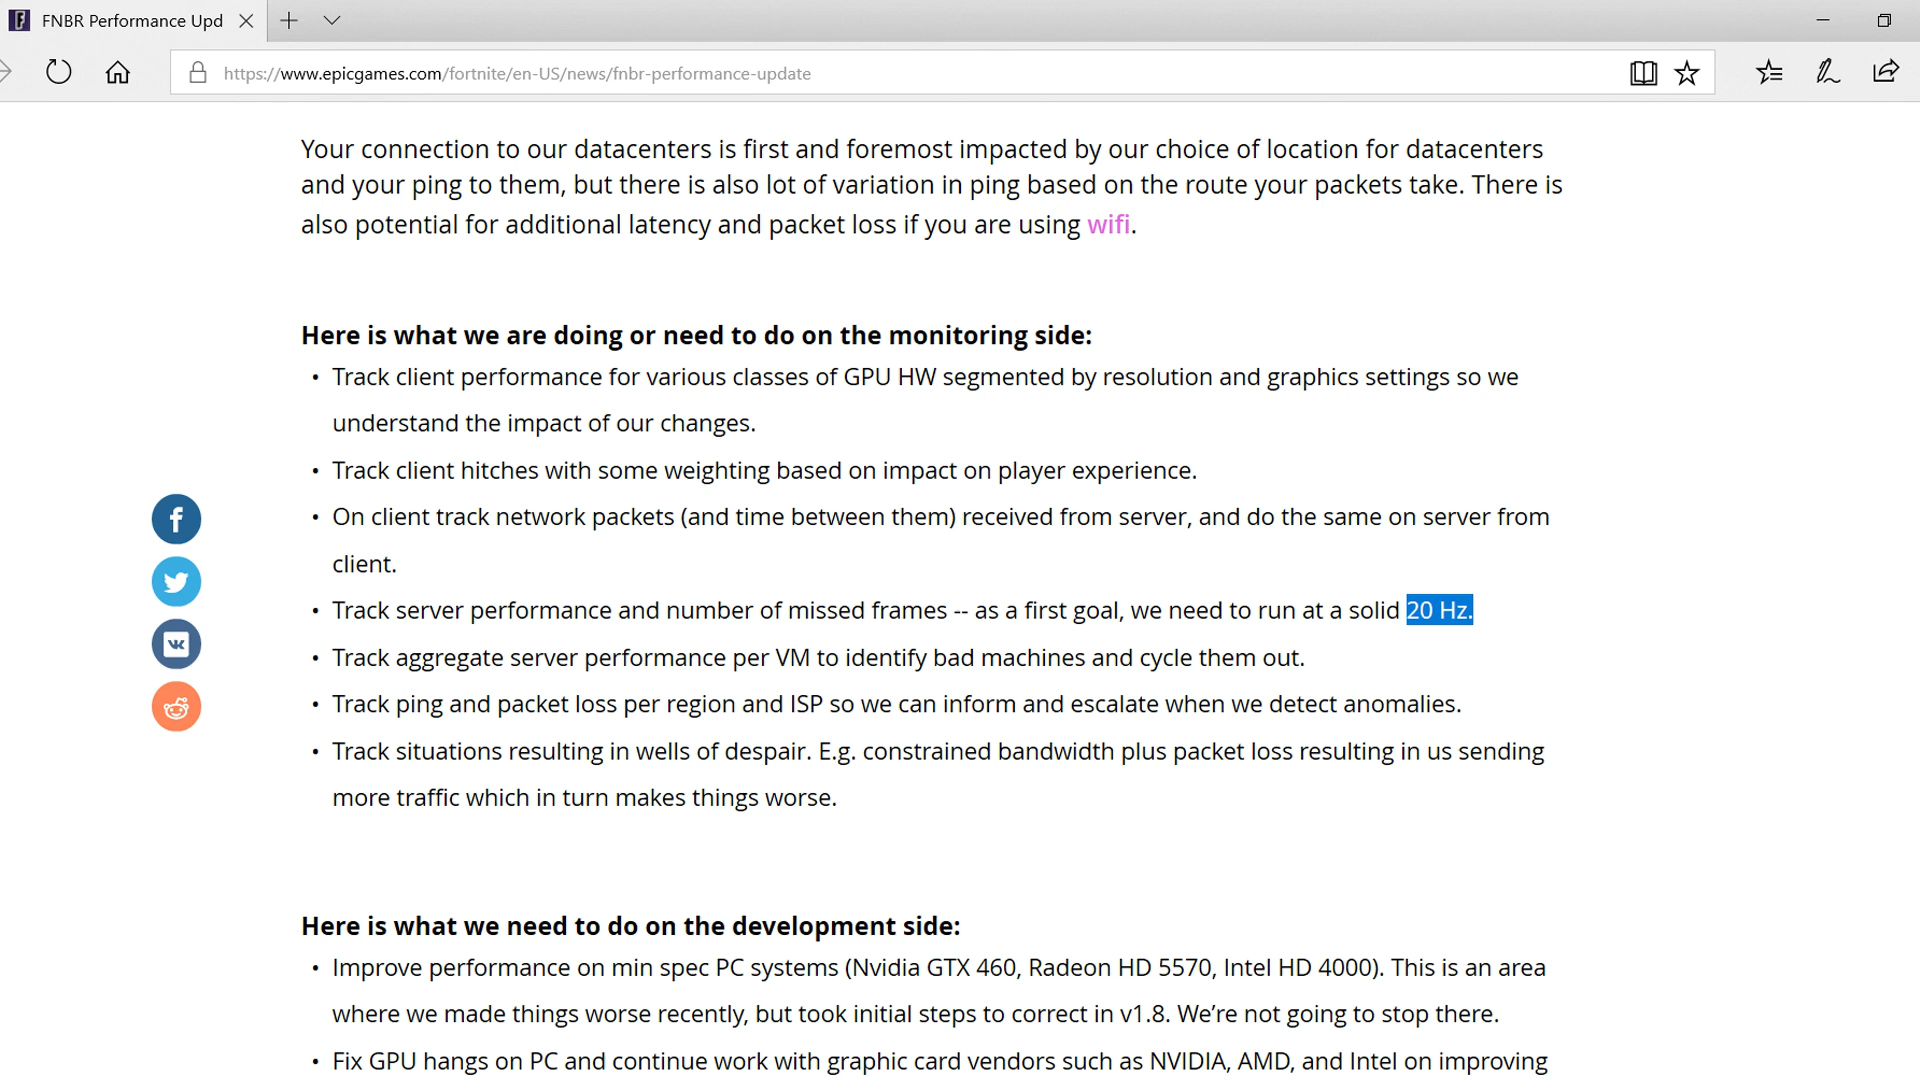 FNBR Performance Upd
https://www.epicgames.com/fortnite/en-US/news/fnbr-performance-update
Your connection to our datacenters is first and foremost impacted by our choice of location for datacenters
and your ping to them, but there is also lot of variation in ping based on the route your packets take. There is
also potential for additional latency and packet loss if you are using wifi.
Here is what we are doing or need to do on the monitoring side:
• Track client performance for various classes of GPU HW segmented by resolution and graphics settings so we
understand the impact of our changes.
• Track client hitches with some weighting based on impact on player experience.
• On client track network packets (and time between them) received from server, and do the same on server from
client.
• Track server performance and number of missed frames -- as a first goal, we need to run at a solid 20 Hz.
• Track aggregate server performance per VM to identify bad machines and cycle them out.
• Track ping and packet loss per region and ISP so we can inform and escalate when we detect anomalies.
• Track situations resulting in wells of despair. E.g. constrained bandwidth plus packet loss resulting in us sending
more traffic which in turn makes things worse.
Here is what we need to do on the development side:
• Improve performance on min spec PC systems (Nvidia GTX 460, Radeon HD 5570, Intel HD 4000). This is an area
where we made things worse recently, but took initial steps to correct in v1.8. We’re not going to stop there.
• Fix GPU hangs on PC and continue work with graphic card vendors such as NVIDIA, AMD, and Intel on improving